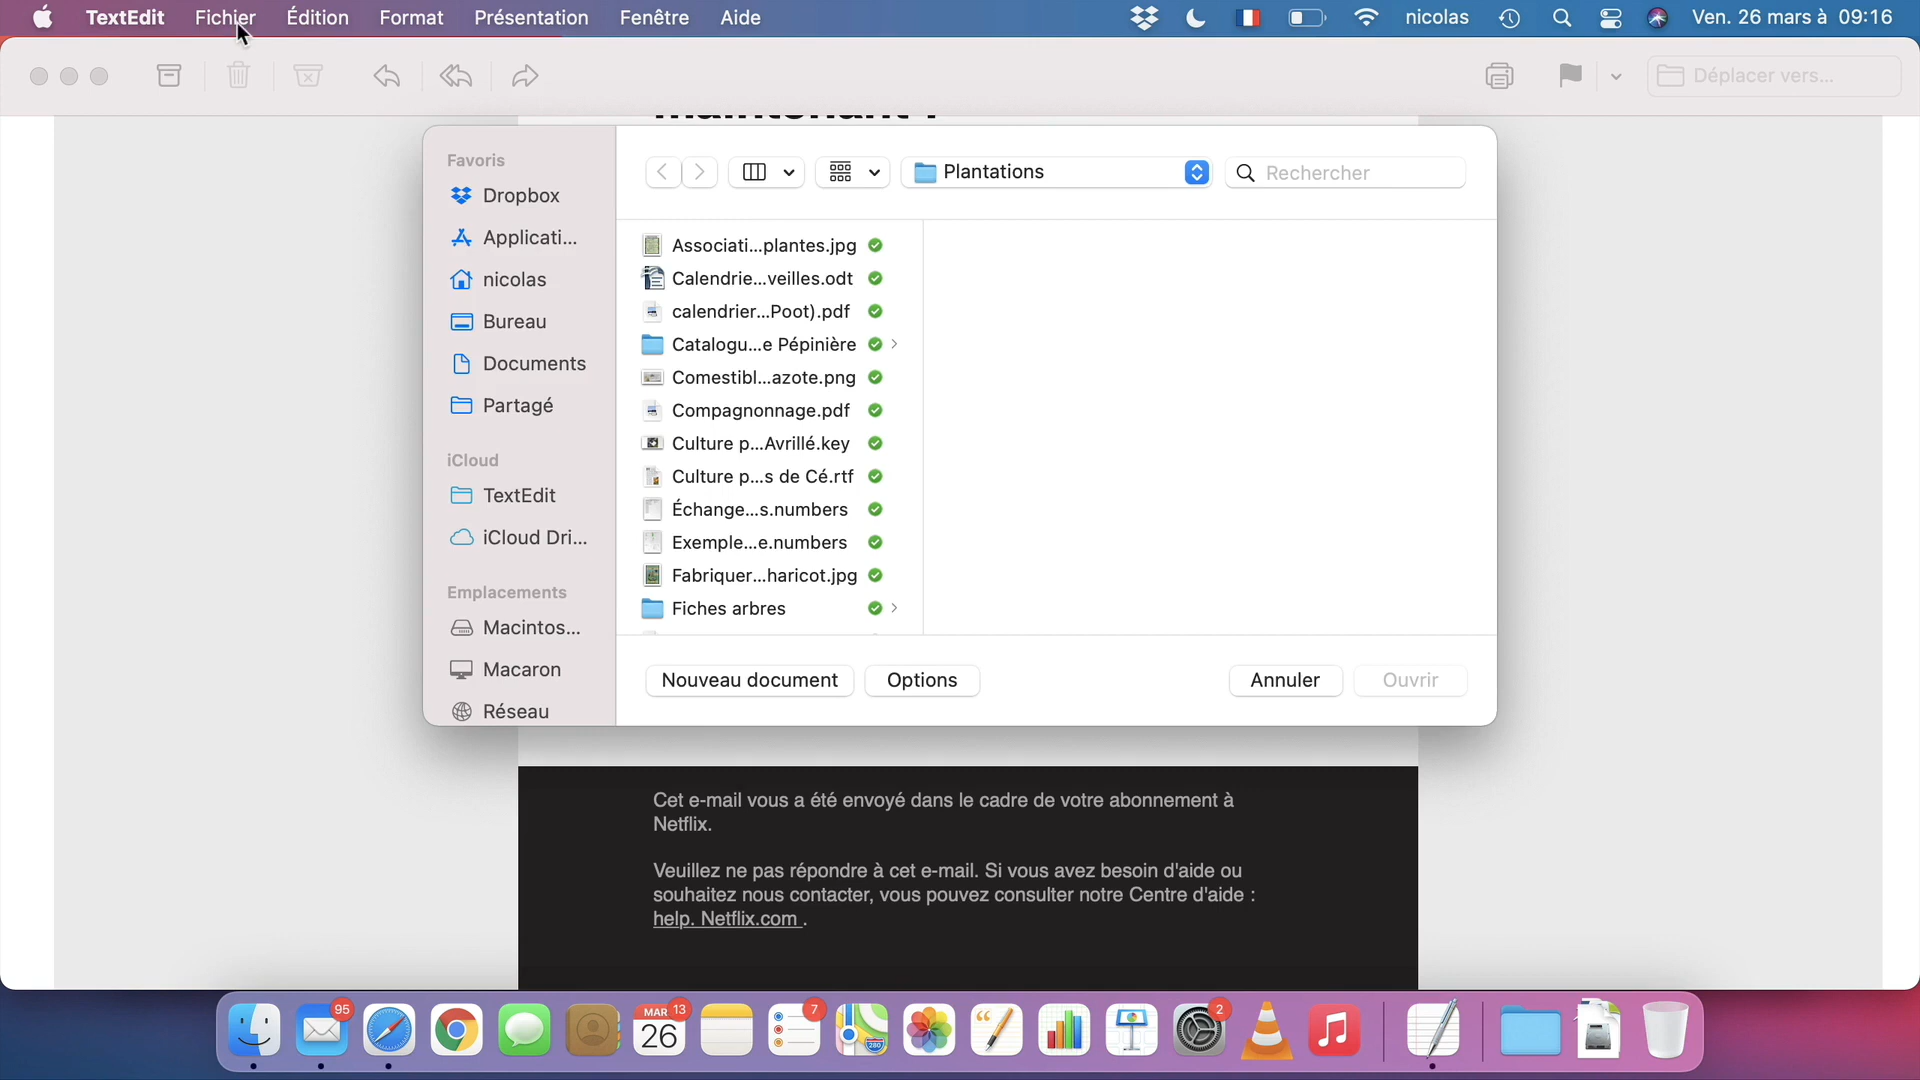 TextEdit Fichier Édition Format Présentation Fenêtre Aide nicolas Ven. 26 mars à 09:16
Déplacer vers...
Favoris
Dropbox
Applicati...
nicolas
Bureau
Documents
Partagé
iCloud
TextEdit
iCloud Dri...
Emplacements
Macintos...
Macaron
Réseau
Plantations
Rechercher
Associati...plantes.jpg
Calendrie...veilles.odt
calendrier...Poot).pdf
Catalogu...e Pépinière
Comestibl...azote.png
Compagnonnage.pdf
Culture p...Avrillé.key
Culture p...s de Cé.rtf
Échange...s.numbers
Exemple...e.numbers
Fabriquer...haricot.jpg
Fiches arbres
Nouveau document Options Annuler Ouvrir
Cet e-mail vous a été envoyé dans le cadre de votre abonnement à
Netflix.
Veuillez ne pas répondre à cet e-mail. Si vous avez besoin d'aide ou
souhaitez nous contacter, vous pouvez consulter notre Centre d'aide :
help. Netflix.com .
95 MAR 13 7 2
26 280